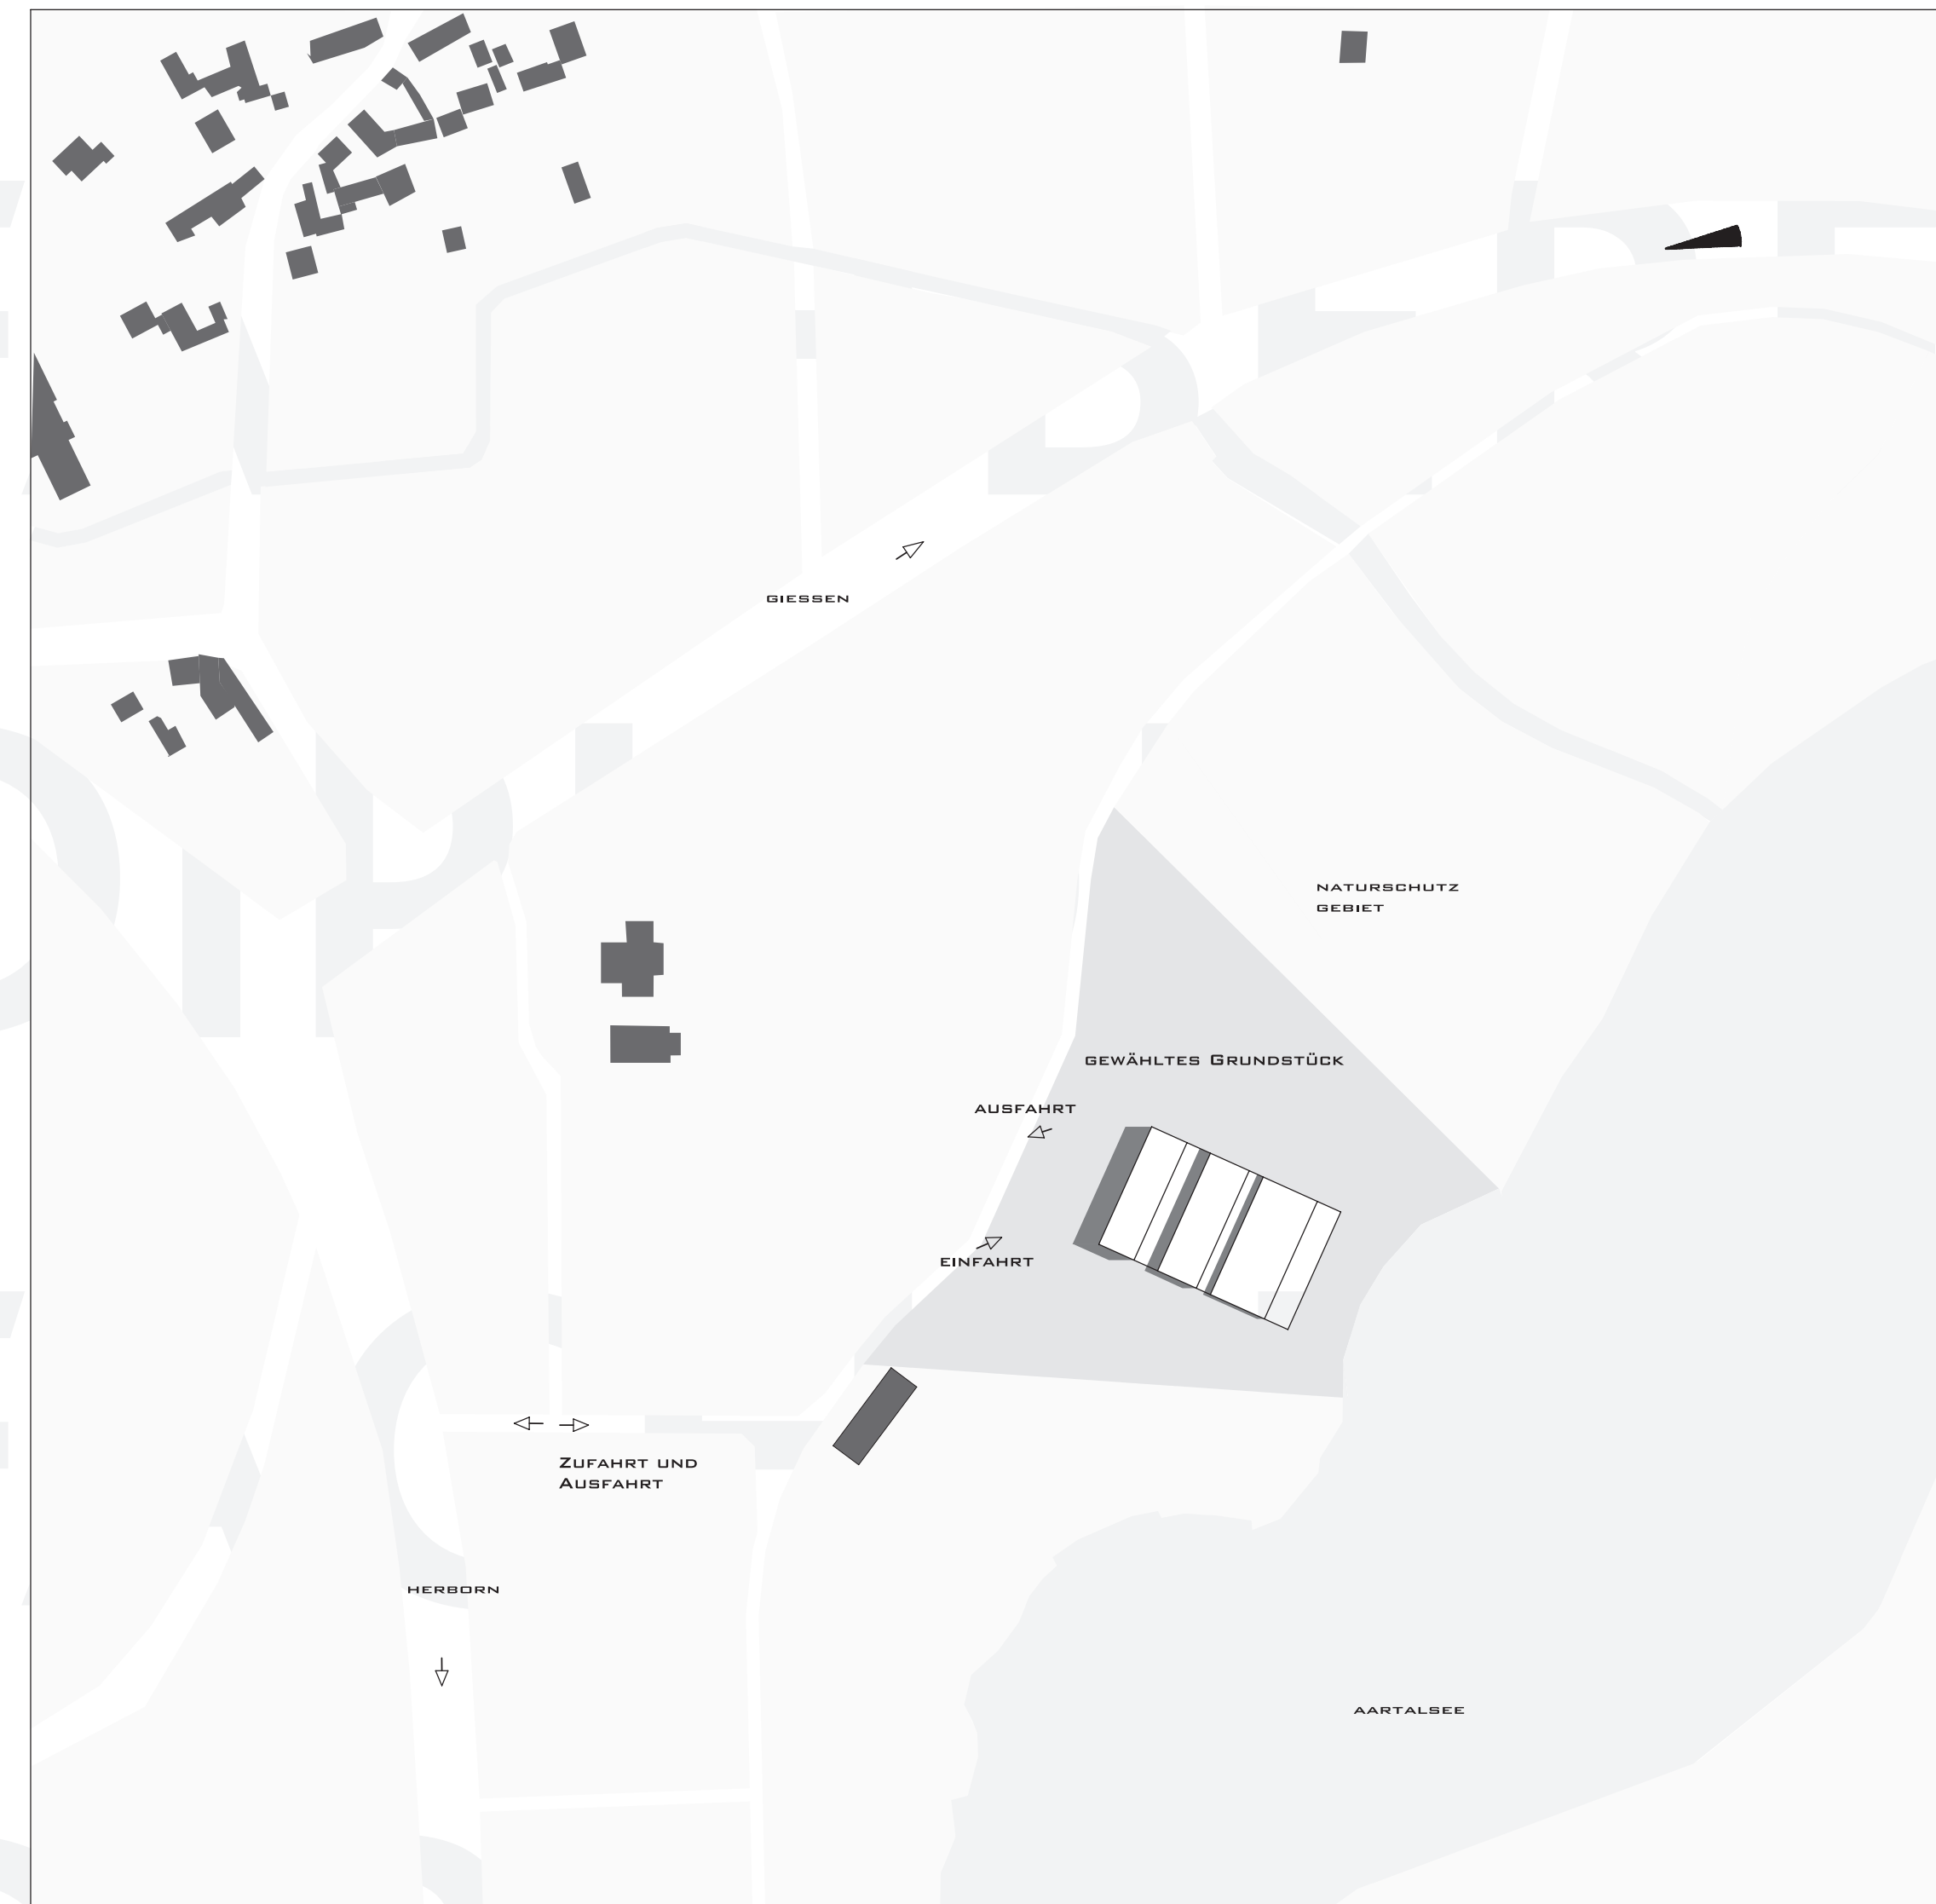 GIESSEN
NATURSCHUTZ
GEBIET
GEWÄHLTES GRUNDSTÜCK
AUSFAHRT
EINFAHRT
ZUFAHRT UND
AUSFAHRT
HERBORN
AARTALSEE